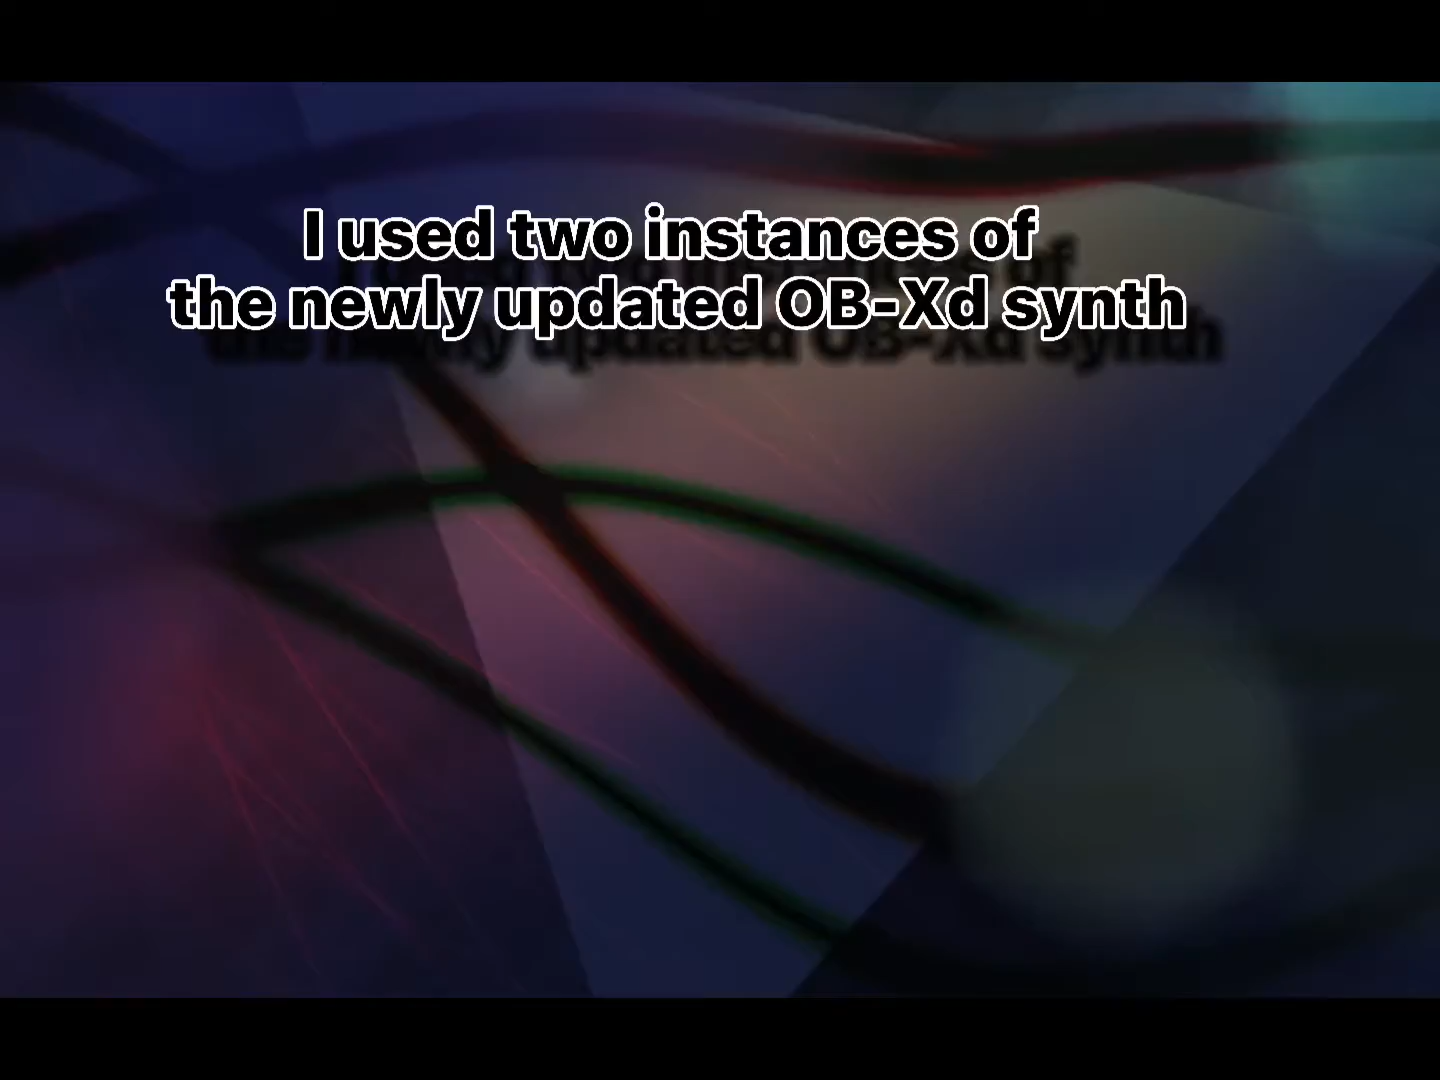 I used two instances of
the newly updated OB-Xd synth